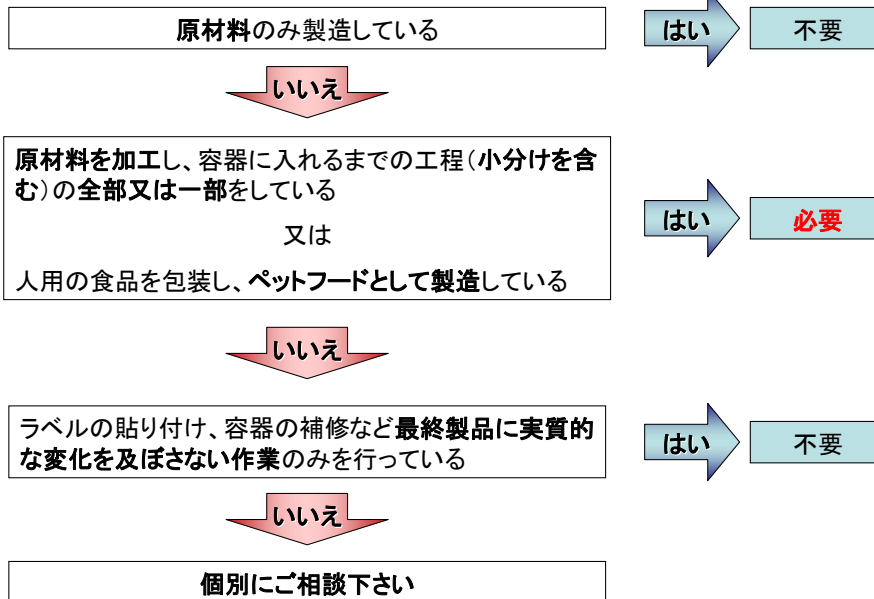 原材料のみ製造している
はい
不要
いいえ
原材料を加工し、容器に入れるまでの工程(小分けを含
む)の全部又は一部をしている
又は
人用の食品を包装し、ペットフードとして製造している
はい
必要
いいえ
ラベルの貼り付け、容器の補修など最終製品に実質的
な変化を及ぼさない作業のみを行っている
はい
不要
いいえ
個別にご相談下さい